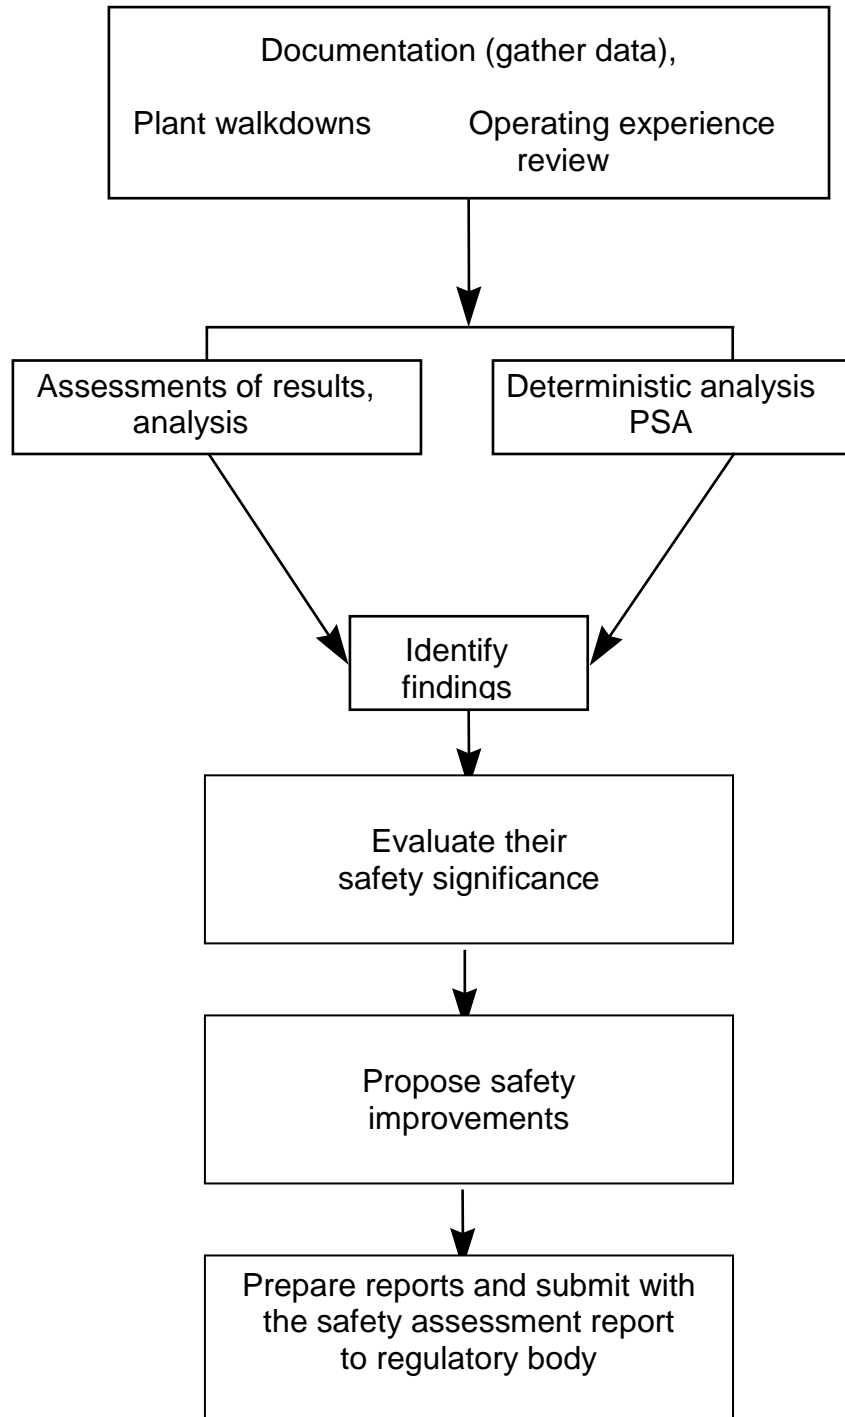 Documentation (gather data),
Plant walkdowns Operating experience
review
Assessments of results,
analysis
Deterministic analysis
PSA
Identify
findings
Evaluate their
safety significance
Propose safety
improvements
Prepare reports and submit with
the safety assessment report
to regulatory body